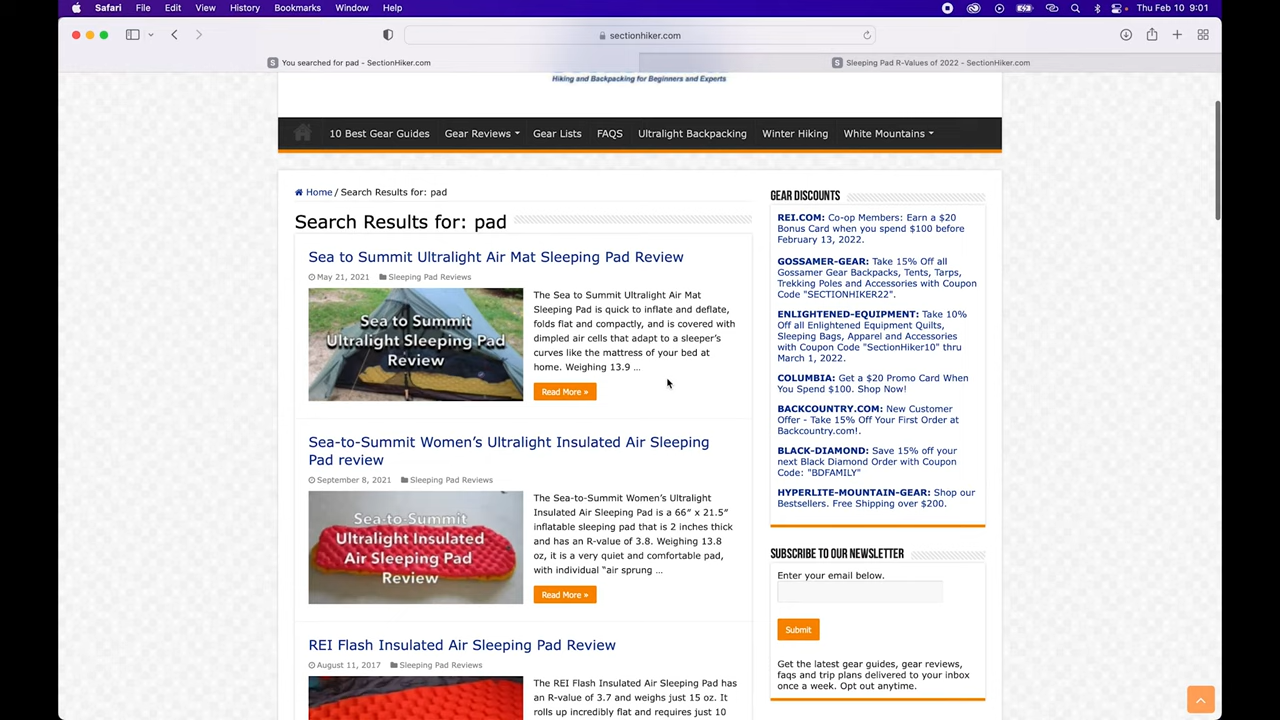 Safari File Edit View History Bookmarks Window Help Thu Feb 10 9:01
sectionhiker.com
S You searched for pad - SectionHiker.com
S Sleeping Pad R-Values of 2022 - SectionHiker.com
Hiking and Backpacking for Beginners and Experts
10 Best Gear Guides Gear Reviews Gear Lists FAQS Ultralight Backpacking Winter Hiking White Mountains
Home / Search Results for: pad
Search Results for: pad
Sea to Summit Ultralight Air Mat Sleeping Pad Review
May 21, 2021 Sleeping Pad Reviews
Sea to Summit
Ultralight Sleeping Pad
Review
The Sea to Summit Ultralight Air Mat
Sleeping Pad is quick to inflate and deflate,
folds flat and compactly, and is covered with
dimpled air cells that adapt to a sleeper's
curves like the mattress of your bed at
home. Weighing 13.9 ...
Read More »
Sea-to-Summit Women's Ultralight Insulated Air Sleeping
Pad review
September 8, 2021 Sleeping Pad Reviews
Sea-to-Summit
Ultralight Insulated
Air Sleeping Pad
Review
The Sea-to-Summit Women's Ultralight
Insulated Air Sleeping Pad is a 66" x 21.5"
inflatable sleeping pad that is 2 inches thick
and has an R-value of 3.8. Weighing 13.8
oz, it is a very quiet and comfortable pad,
with individual "air sprung ...
Read More »
REI Flash Insulated Air Sleeping Pad Review
August 11, 2017 Sleeping Pad Reviews
The REI Flash Insulated Air Sleeping Pad has
an R-value of 3.7 and weighs just 15 oz. It
rolls up incredibly flat and requires just 10
GEAR DISCOUNTS
REI.COM: Co-op Members: Earn a $20
Bonus Card when you spend $100 before
February 13, 2022.
GOSSAMER-GEAR: Take 15% Off all
Gossamer Gear Backpacks, Tents, Tarps,
Trekking Poles and Accessories with Coupon
Code "SECTIONHIKER22".
ENLIGHTENED-EQUIPMENT: Take 10%
Off all Enlightened Equipment Quilts,
Sleeping Bags, Apparel and Accessories
with Coupon Code "SectionHiker10" thru
March 1, 2022.
COLUMBIA: Get a $20 Promo Card When
You Spend $100. Shop Now!
BACKCOUNTRY.COM: New Customer
Offer - Take 15% Off Your First Order at
Backcountry.com!.
BLACK-DIAMOND: Save 15% off your
next Black Diamond Order with Coupon
Code: "BDFAMILY"
HYPERLITE-MOUNTAIN-GEAR: Shop our
Bestsellers. Free Shipping over $200.
SUBSCRIBE TO OUR NEWSLETTER
Enter your email below.
Submit
Get the latest gear guides, gear reviews,
faqs and trip plans delivered to your inbox
once a week. Opt out anytime.